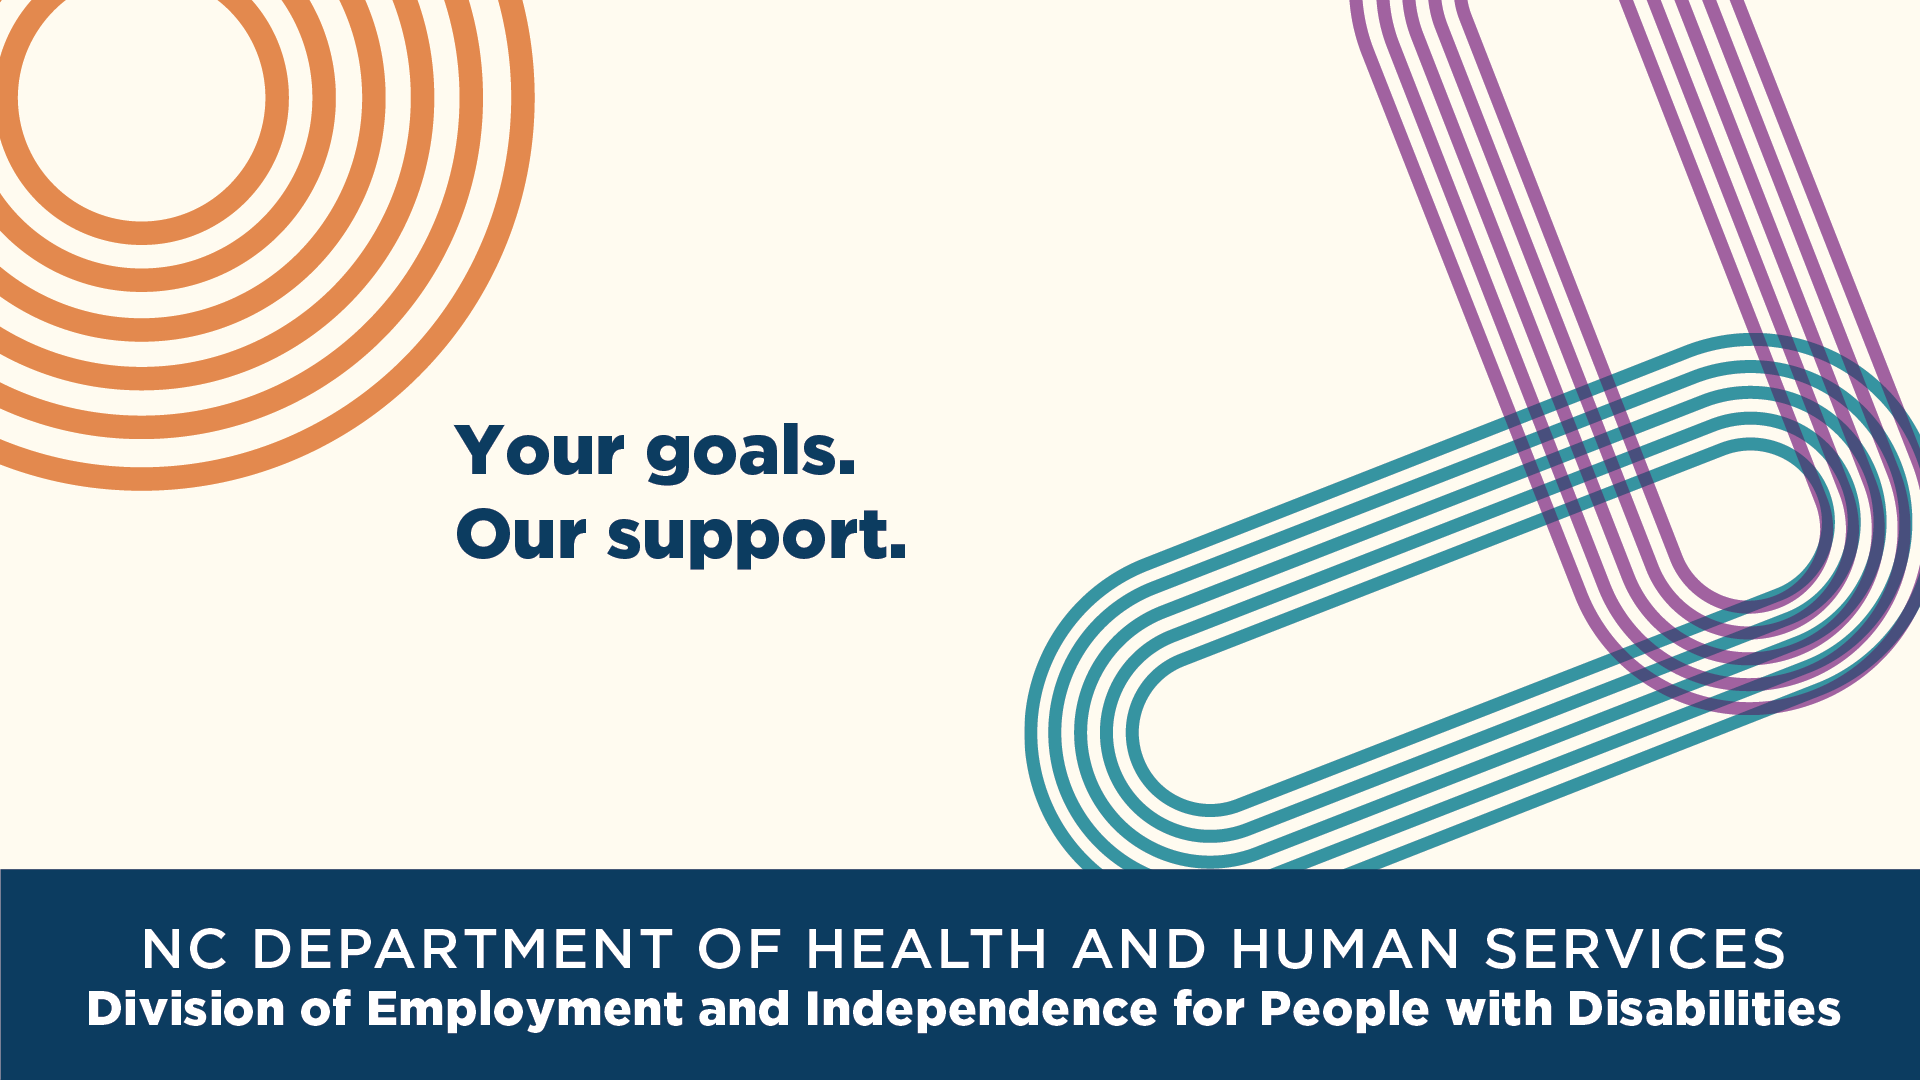 Your goals.
Our support.
NC DEPARTMENT OF HEALTH AND HUMAN SERVICES
Division of Employment and Independence for People with Disabilities